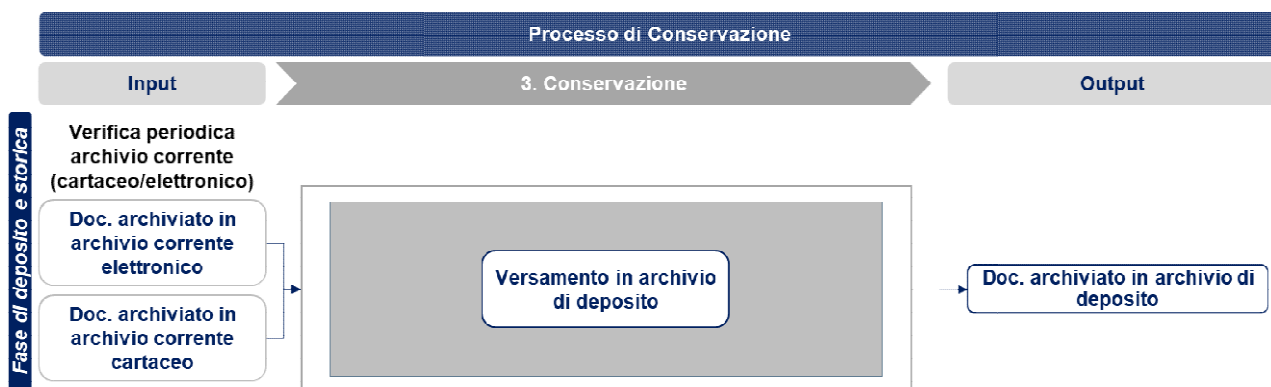 Processo di Conservazione
Input
3. Conservazione
Output
Fase di deposito e storica
Verifica periodica
archivio corrente
(cartaceo/elettronico)
Doc. archiviato in
archivio corrente
elettronico
Doc. archiviato in
archivio corrente
cartaceo
Versamento in archivio
di deposito
Doc. archiviato in archivio di
deposito